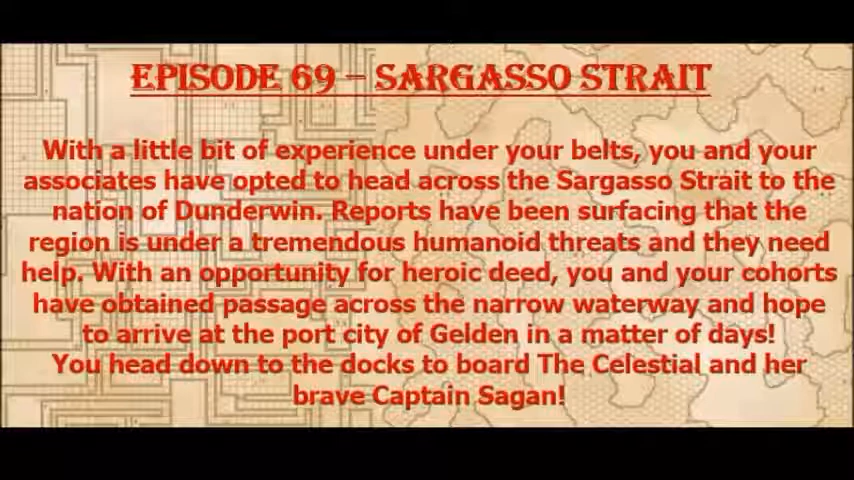 EPISODE 69 – SARGASSO STRAIT
With a little bit of experience under your belts, you and your
associates have opted to head across the Sargasso Strait to the
nation of Dunderwin. Reports have been surfacing that the
region is under a tremendous humanoid threats and they need
help. With an opportunity for heroic deed, you and your cohorts
have obtained passage across the narrow waterway and hope
to arrive at the port city of Gelden in a matter of days!
You head down to the docks to board The Celestial and her
brave Captain Sagan!